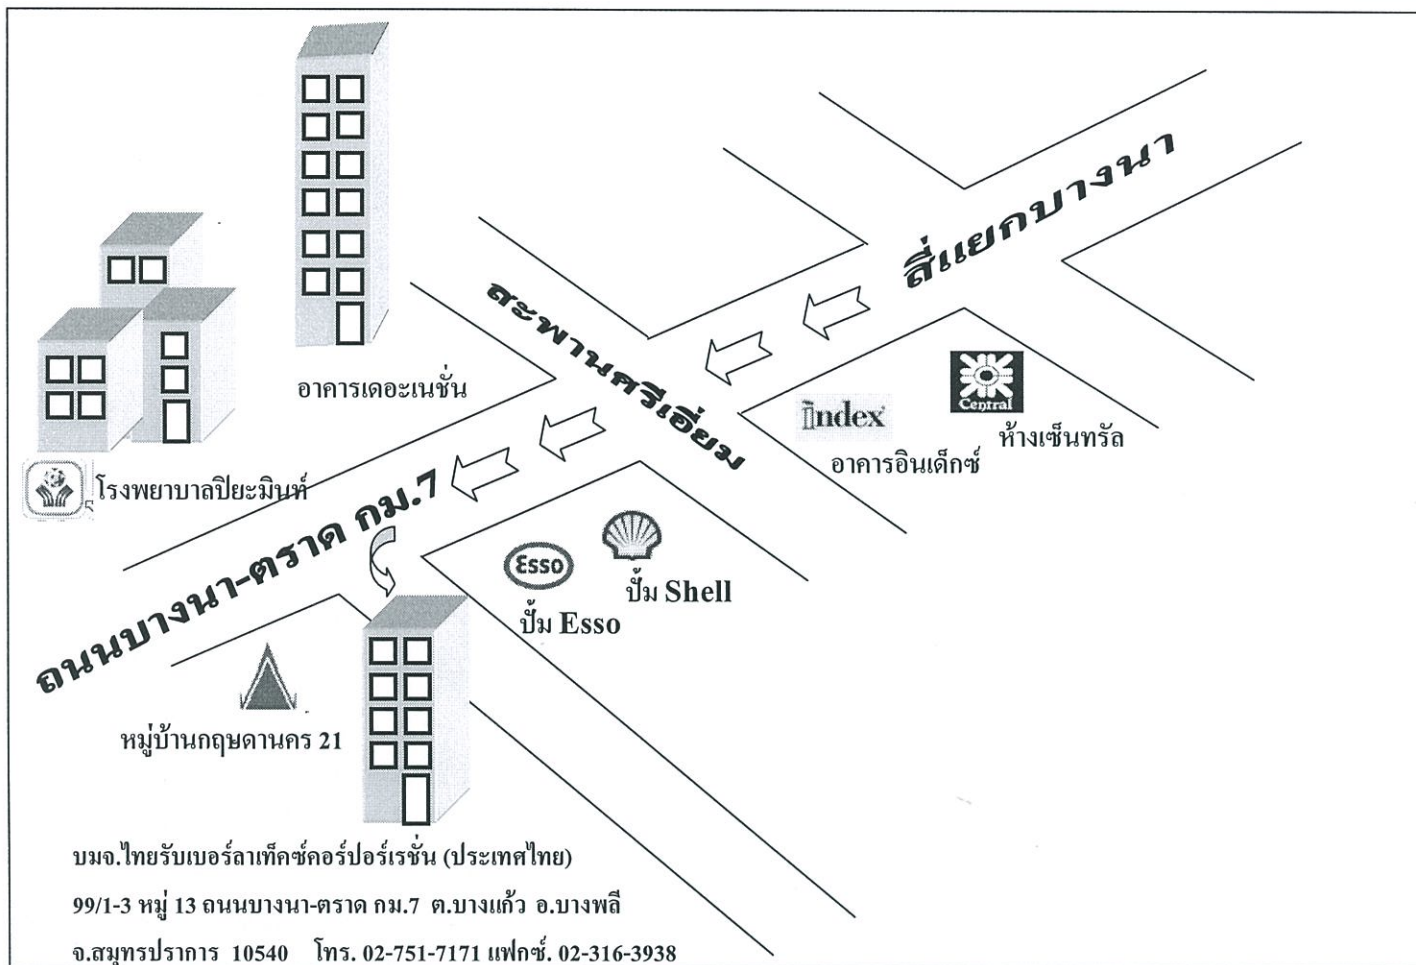 สี่แยกบางนา
สะพานศรีเอี่ยม
อาคารเดอะเนชั่น
Central
ห้างเซ็นทรัล
index
อาคารอินเด็กซ์
โรงพยาบาลปิยะมินท์
ถนนบางนา-ตราด กม.7
Esso
ปั้ม Shell
ปั้ม Esso
หมู่บ้านกฤษดานคร 21
บมจ.ไทยรับเบอร์ลาเท็คซ์คอร์ปอร์เรชั่น (ประเทศไทย)
99/1-3 หมู่ 13 ถนนบางนา-ตราด กม.7 ต.บางแก้ว อ.บางพลี
จ.สมุทรปราการ 10540 โทร. 02-751-7171 แฟกซ์. 02-316-3938